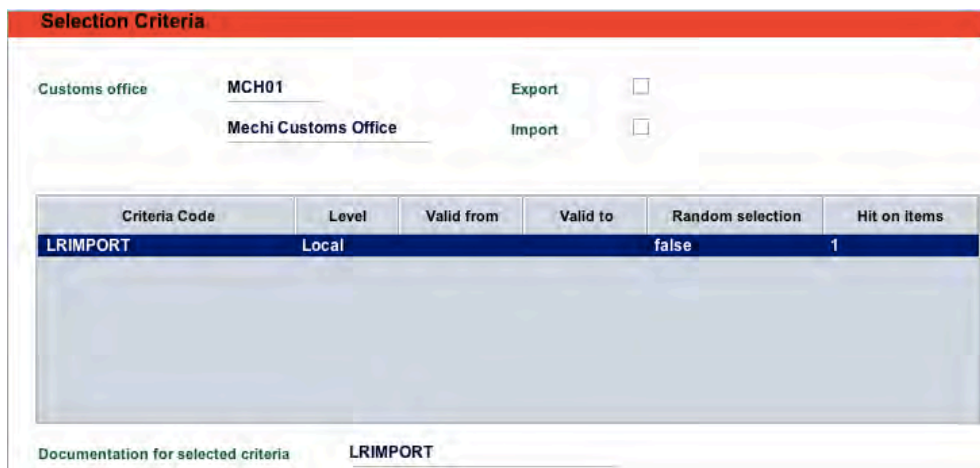 Selection Criteria
Customs office MCH01 Export
Mechi Customs Office Import
Criteria Code Level Valid from Valid to Random selection Hit on items
LRIMPORT Local false 1
Documentation for selected criteria LRIMPORT